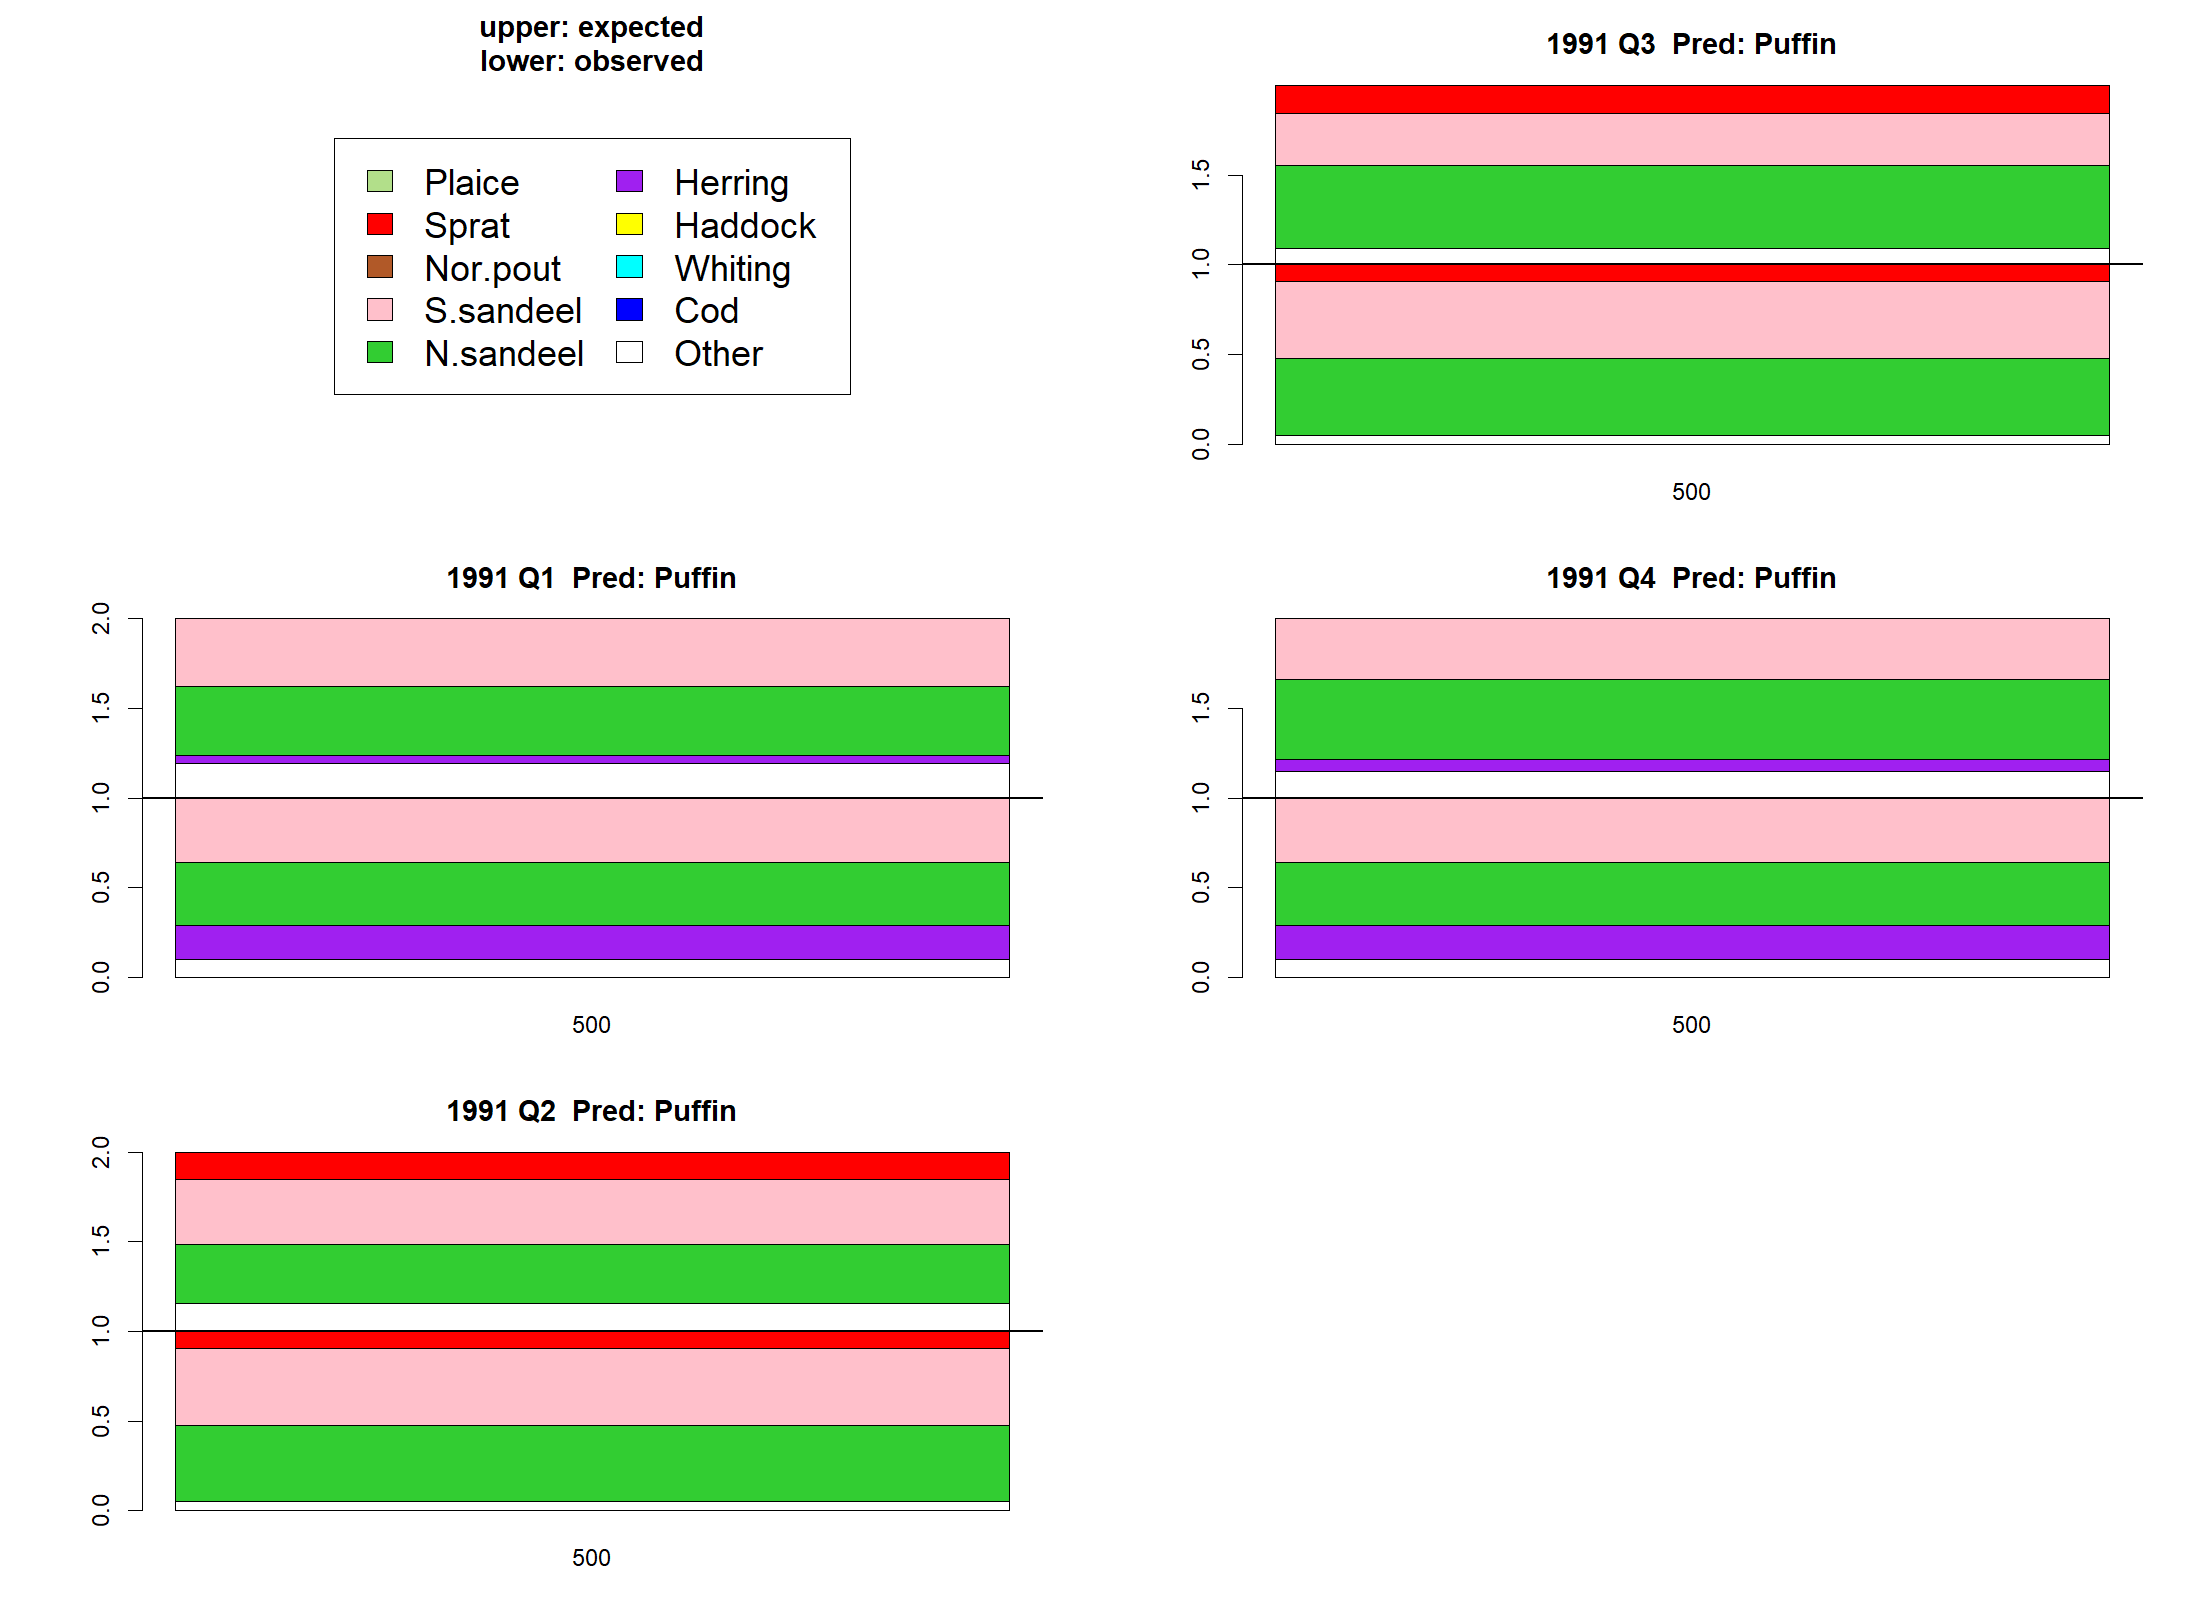 upper: expected
lower: observed
Plaice
Sprat
Nor.pout
S.sandeel
N.sandeel
Herring
Haddock
Whiting
Cod
Other
1991 Q3  Pred: Puffin
1.5
1.0
0.5
0.0
500
1991 Q1  Pred: Puffin
2.0
1.5
1.0
0.5
0.0
500
1991 Q4  Pred: Puffin
1.5
1.0
0.5
0.0
500
1991 Q2  Pred: Puffin
2.0
1.5
1.0
0.5
0.0
500